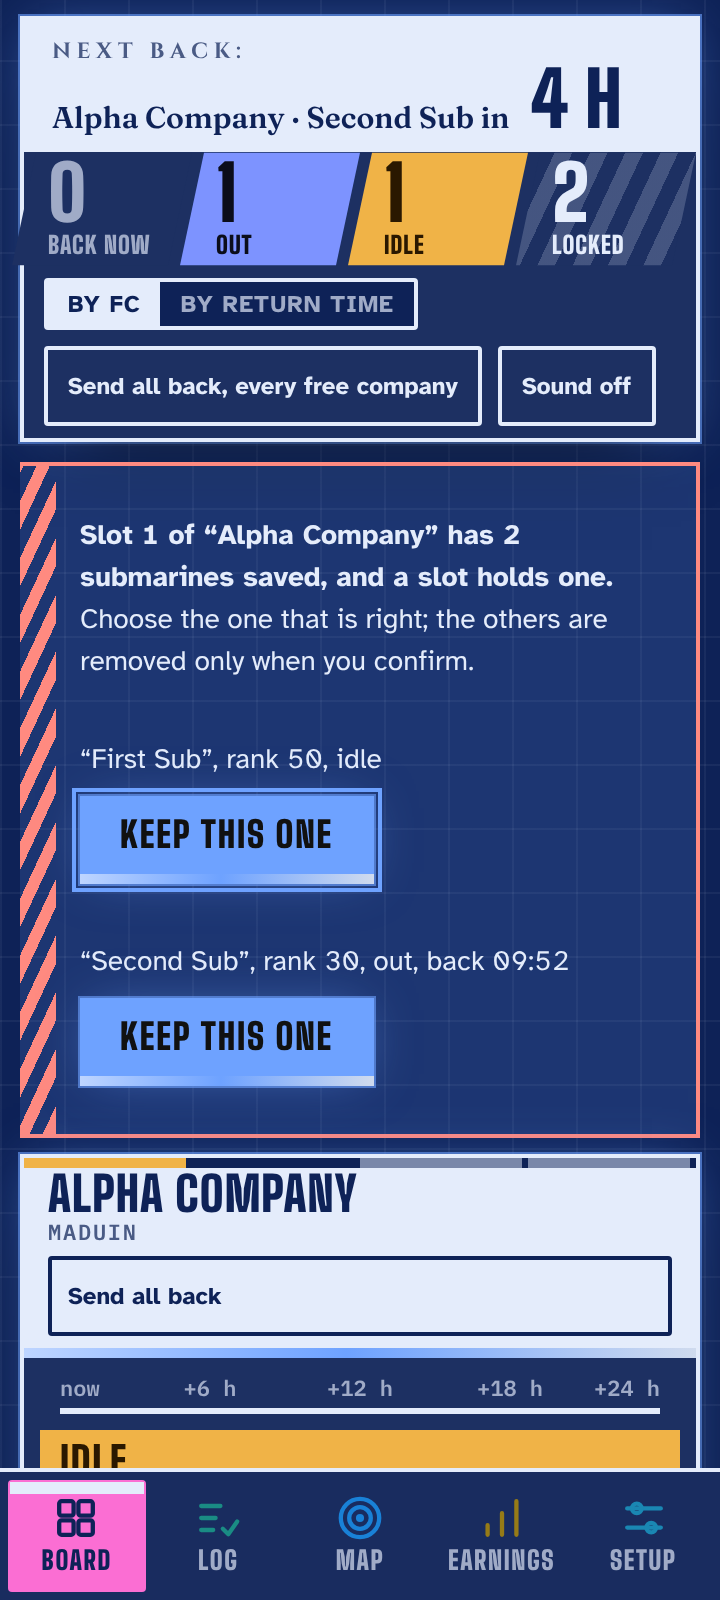 NEXT BACK:
Alpha Company · Second Sub in 4 H
0 BACK NOW
1 OUT
1 IDLE
2 LOCKED
BY FC
BY RETURN TIME
Send all back, every free company
Sound off
Slot 1 of “Alpha Company” has 2
submarines saved, and a slot holds one.
Choose the one that is right; the others are
removed only when you confirm.
“First Sub”, rank 50, idle
KEEP THIS ONE
“Second Sub”, rank 30, out, back 09:52
KEEP THIS ONE
ALPHA COMPANY
MADUIN
Send all back
now +6 h +12 h +18 h +24 h
IDLE
BOARD
LOG
MAP
EARNINGS
SETUP